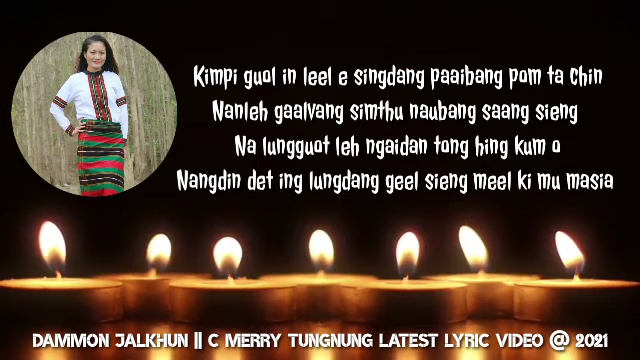 Kimpi guol in leel e singdang paaibang pom ta chin
Nanleh gaalvang simthu naubang saang sieng
Na lungguot leh ngaidan tong hing kum o
Nangdin det ing lungdang geel sieng meel ki mu masia
DAMMON JALKHUN || C MERRY TUNGNUNG LATEST LYRIC VIDEO @ 2021